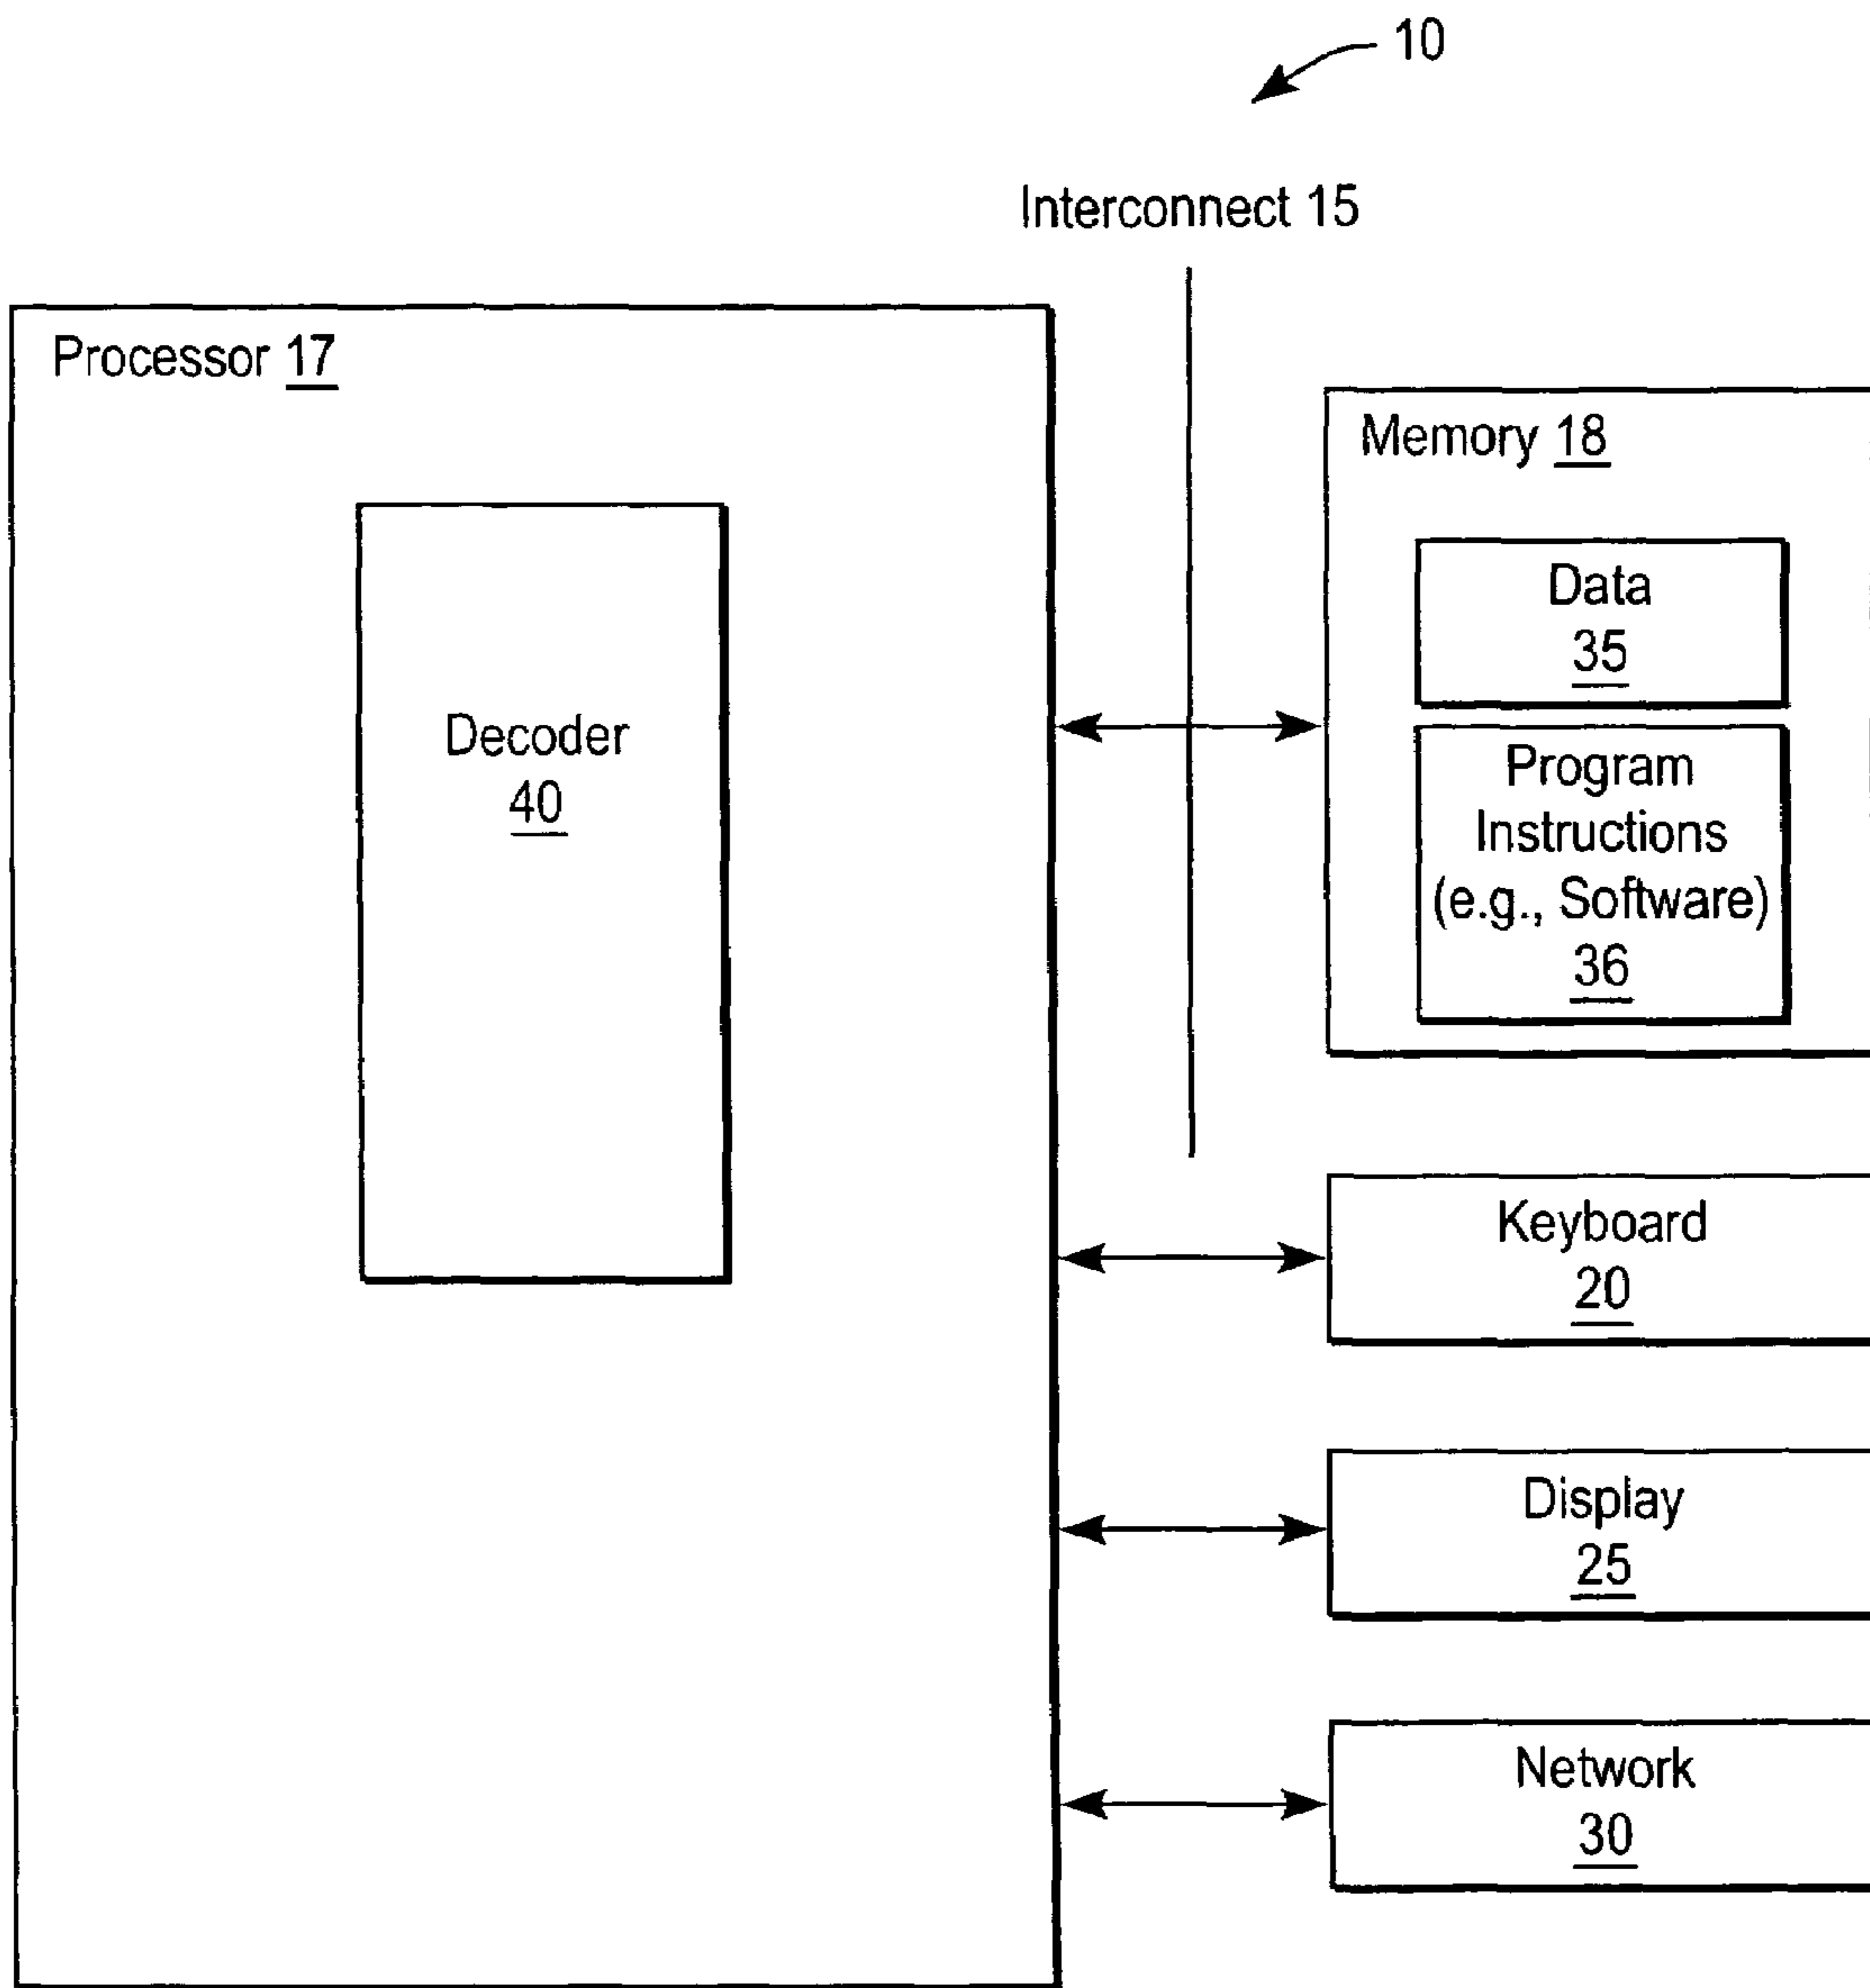 10
Interconnect 15
Processor 17
Memory 18
Data
35
Decoder
40
Program
Instructions
(e.g., Software)
36
Keyboard
20
Display
25
Network
30